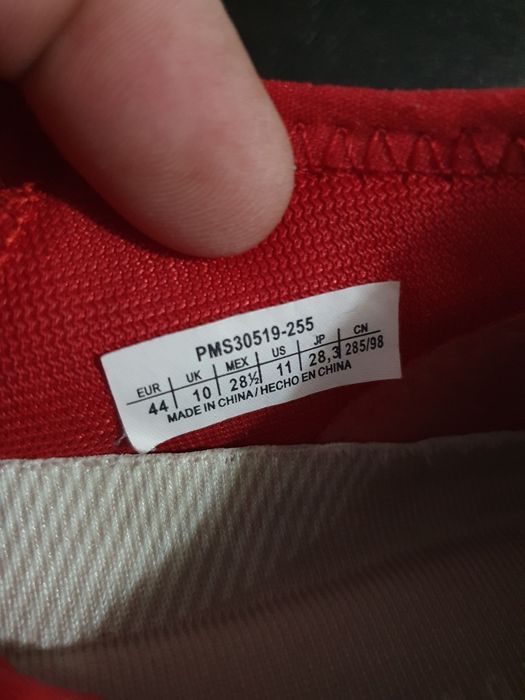 PMS30519-255
EUR UK MEX US JP CN
44 10 28½ 11 28,3 285/98
MADE IN CHINA / HECHO EN CHINA